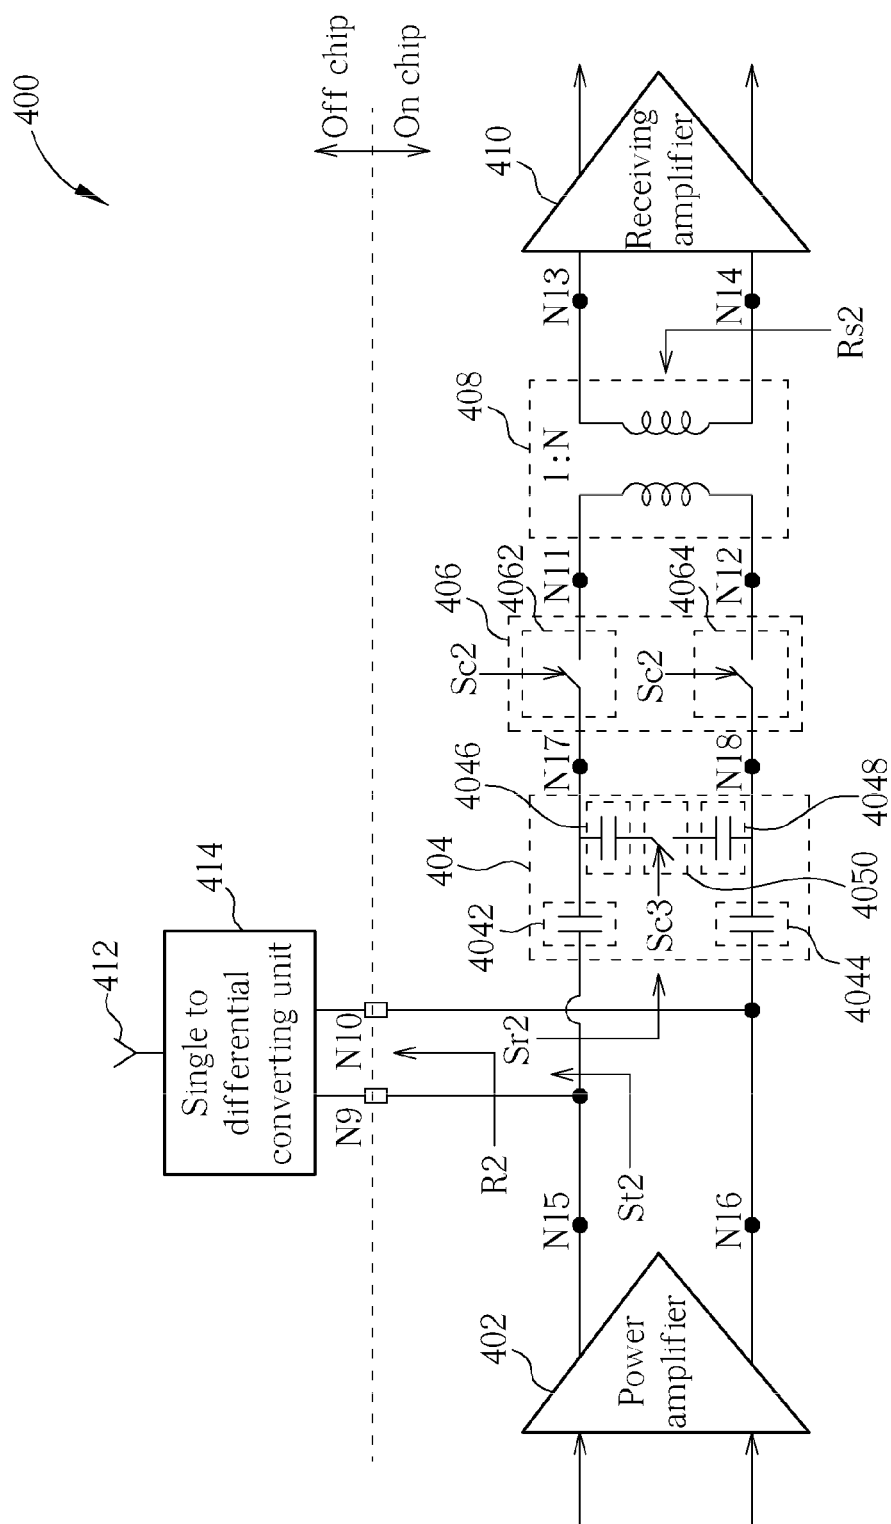 400
Off chip
On chip
412
414
Single to
differential
converting unit
N9
N10
R2
St2
Sr2
402
Power
amplifier
N15
N16
404
4042
4044
4046
4048
4050
Sc3
N17
N18
406
4062
4064
Sc2
Sc2
N11
N12
408
1:N
Rs2
N13
N14
410
Receiving
amplifier